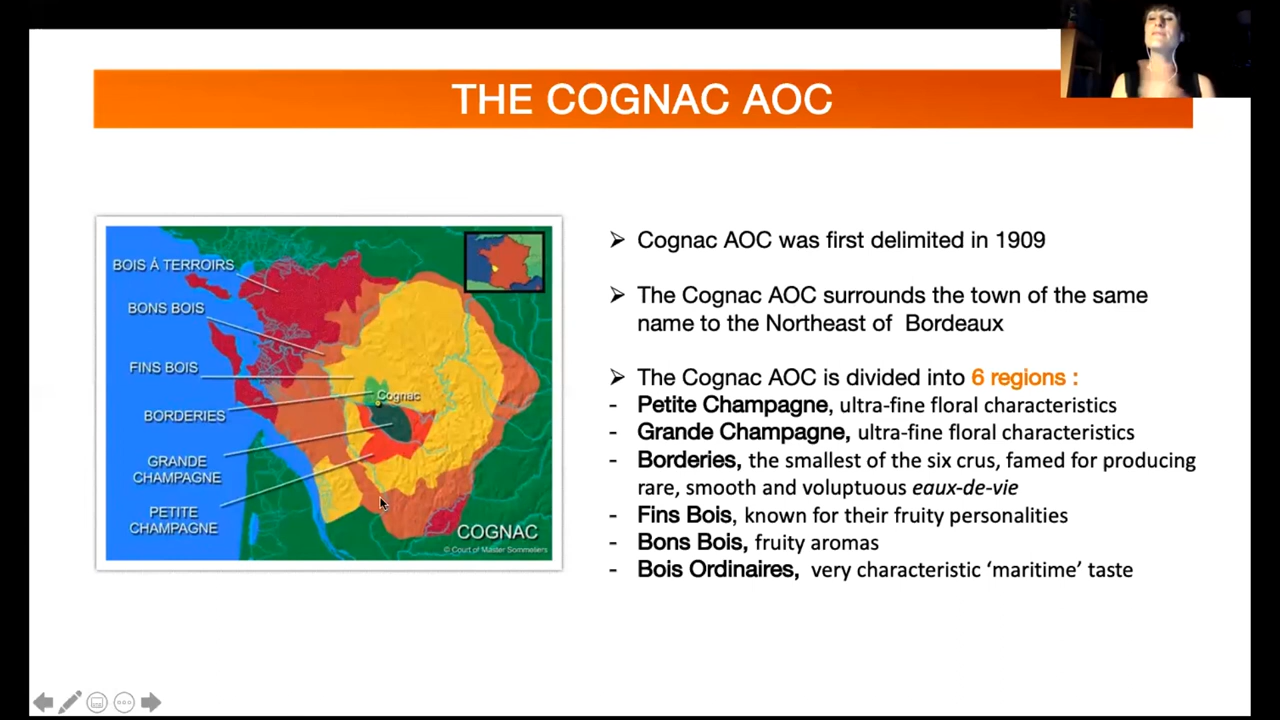 THE COGNAC AOC
BOIS Á TERROIRS
BONS BOIS
FINS BOIS
BORDERIES
GRANDE
CHAMPAGNE
PETITE
CHAMPAGNE
Cognac
COGNAC
© Court of Master Sommeliers
➢ Cognac AOC was first delimited in 1909
➢ The Cognac AOC surrounds the town of the same
name to the Northeast of Bordeaux
➢ The Cognac AOC is divided into 6 regions :
- Petite Champagne, ultra-fine floral characteristics
- Grande Champagne, ultra-fine floral characteristics
- Borderies, the smallest of the six crus, famed for producing
rare, smooth and voluptuous eaux-de-vie
- Fins Bois, known for their fruity personalities
- Bons Bois, fruity aromas
- Bois Ordinaires, very characteristic ‘maritime’ taste